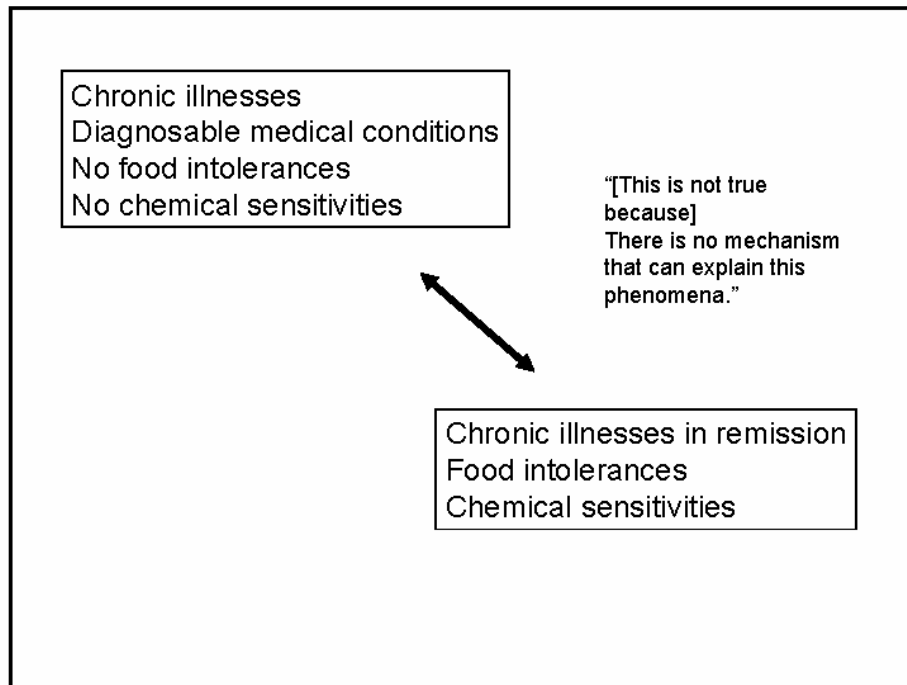 Chronic illnesses
Diagnosable medical conditions
No food intolerances
No chemical sensitivities
“[This is not true
because]
There is no mechanism
that can explain this
phenomena.”
Chronic illnesses in remission
Food intolerances
Chemical sensitivities